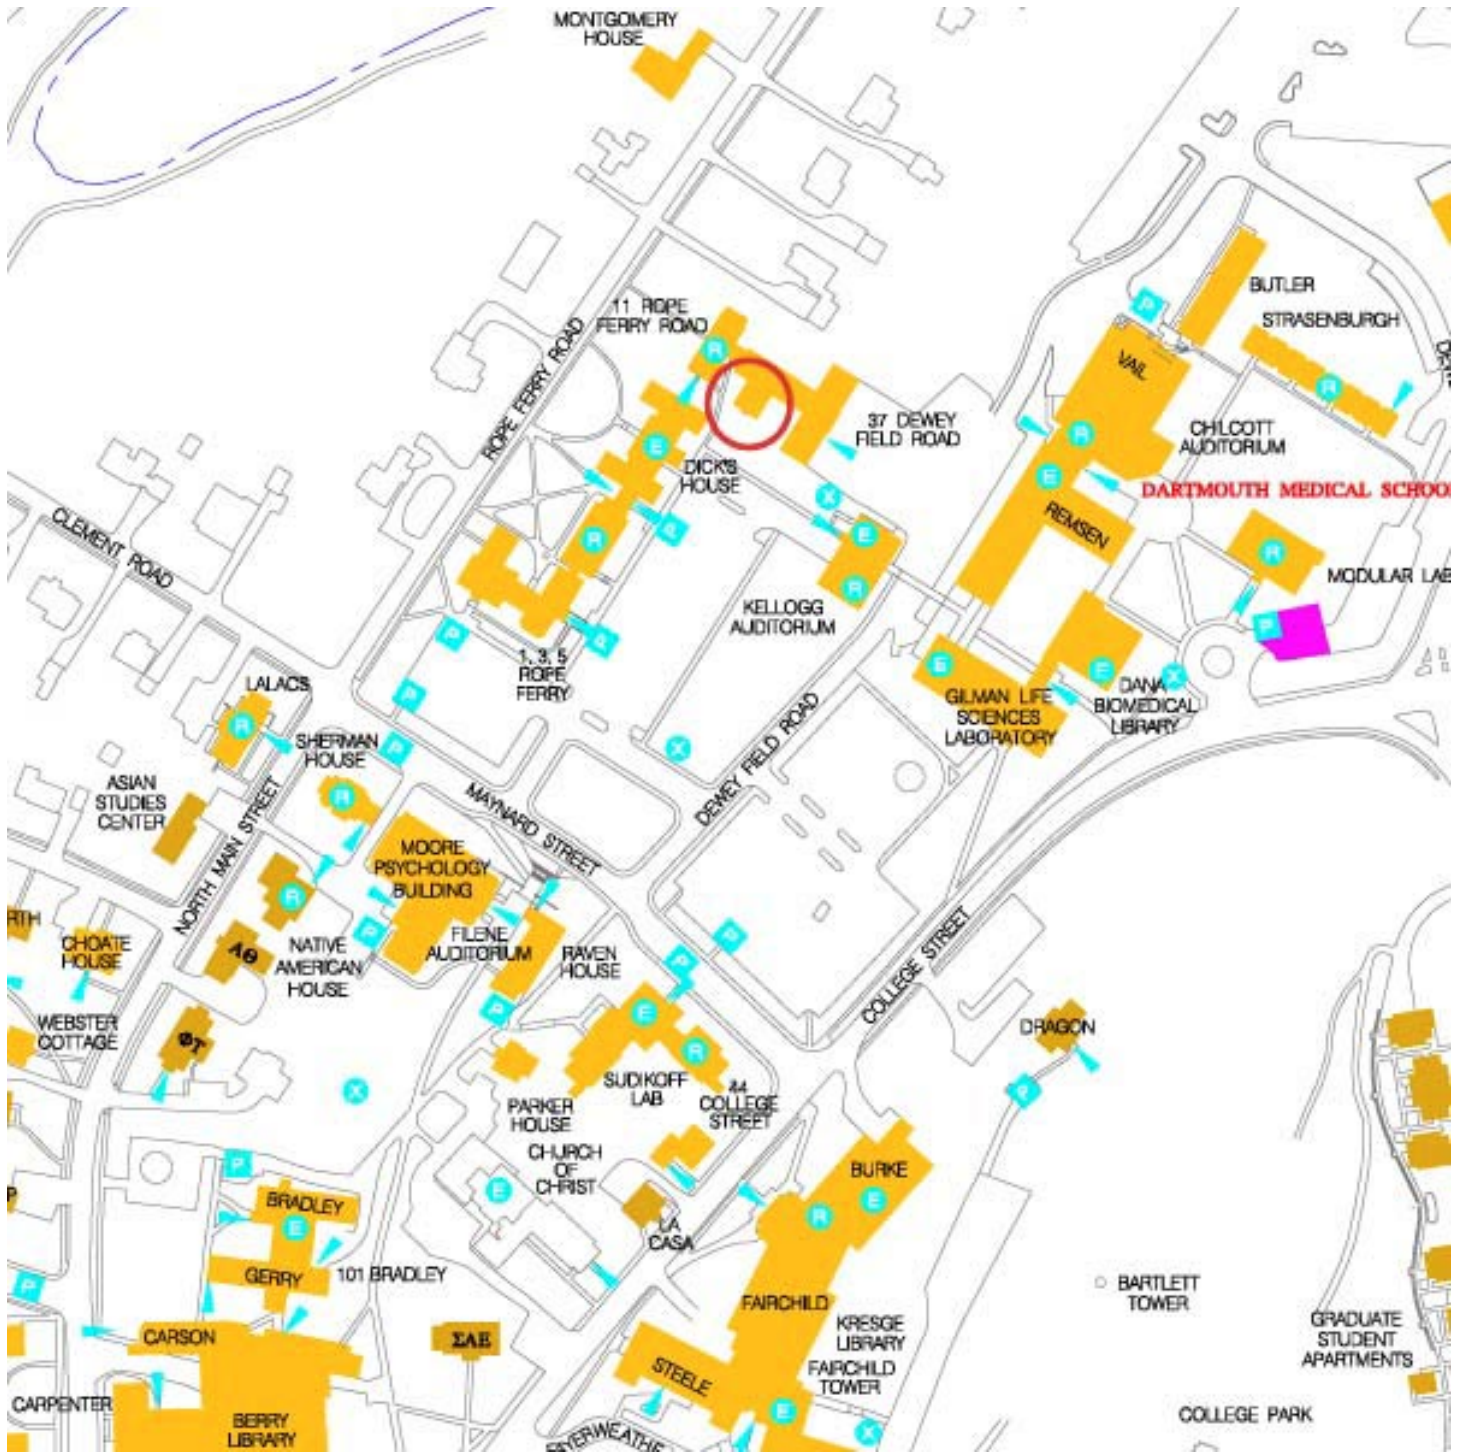 MONTGOMERY
HOUSE
11 ROPE
FERRY ROAD
R
ROPE FERRY ROAD
P
BUTLER
STRASENBURGH
R
VAIL
37 DEWEY
FIELD ROAD
CHILCOTT
AUDITORIUM
R
E
E
DICK'S
HOUSE
DARTMOUTH MEDICAL SCHOOL
X
REMSEN
CLEMENT ROAD
R
E
R
R
MODULAR LAB
KELLOGG
AUDITORIUM
P
P
1, 3, 5
ROPE
FERRY
E
E
X
GILMAN LIFE
SCIENCES
LABORATORY
DANA
BIOMEDICAL
LIBRARY
LALACS
R
P
P
SHERMAN
HOUSE
X
DEWEY FIELD ROAD
ASIAN
STUDIES
CENTER
R
MAYNARD STREET
NORTH MAIN STREET
MOORE
PSYCHOLOGY
BUILDING
R
RTH
CHOATE
HOUSE
ΑΘ
NATIVE
AMERICAN
HOUSE
P
FILENE
AUDITORIUM
RAVEN
HOUSE
P
P
COLLEGE STREET
WEBSTER
COTTAGE
ΦΤ
P
E
R
DRAGON
SUDIKOFF
LAB
44
COLLEGE
STREET
PARKER
HOUSE
X
CHURCH
OF
CHRIST
E
BURKE
R
E
P
BRADLEY
E
LA
CASA
GERRY
101 BRADLEY
P
BARTLETT
TOWER
FAIRCHILD
CARSON
ΣΑΕ
KRESGE
LIBRARY
FAIRCHILD
TOWER
STEELE
GRADUATE
STUDENT
APARTMENTS
CARPENTER
BERRY
LIBRARY
E
X
COLLEGE PARK